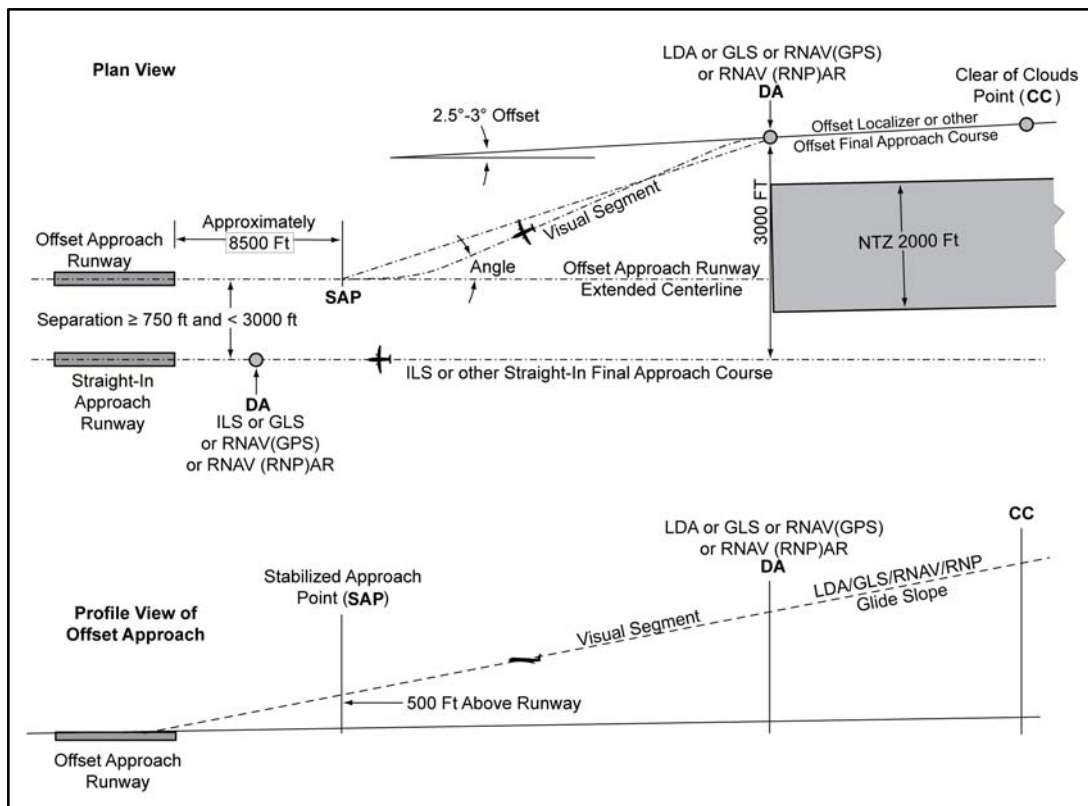 Plan View
LDA or GLS or RNAV(GPS)
or RNAV (RNP)AR
DA
Clear of Clouds
Point (CC)
2.5°-3° Offset
Offset Localizer or other
Offset Final Approach Course
Approximately
8500 Ft
Offset Approach
Runway
Visual Segment
3000 FT
NTZ 2000 Ft
Angle
SAP
Offset Approach Runway
Extended Centerline
Separation ≥ 750 ft and < 3000 ft
Straight-In
Approach
Runway
DA
ILS or GLS
or RNAV(GPS)
or RNAV (RNP)AR
ILS or other Straight-In Final Approach Course
Profile View of
Offset Approach
Stabilized Approach
Point (SAP)
LDA or GLS or RNAV(GPS)
or RNAV (RNP)AR
DA
CC
LDA/GLS/RNAV/RNP
Glide Slope
Visual Segment
500 Ft Above Runway
Offset Approach
Runway